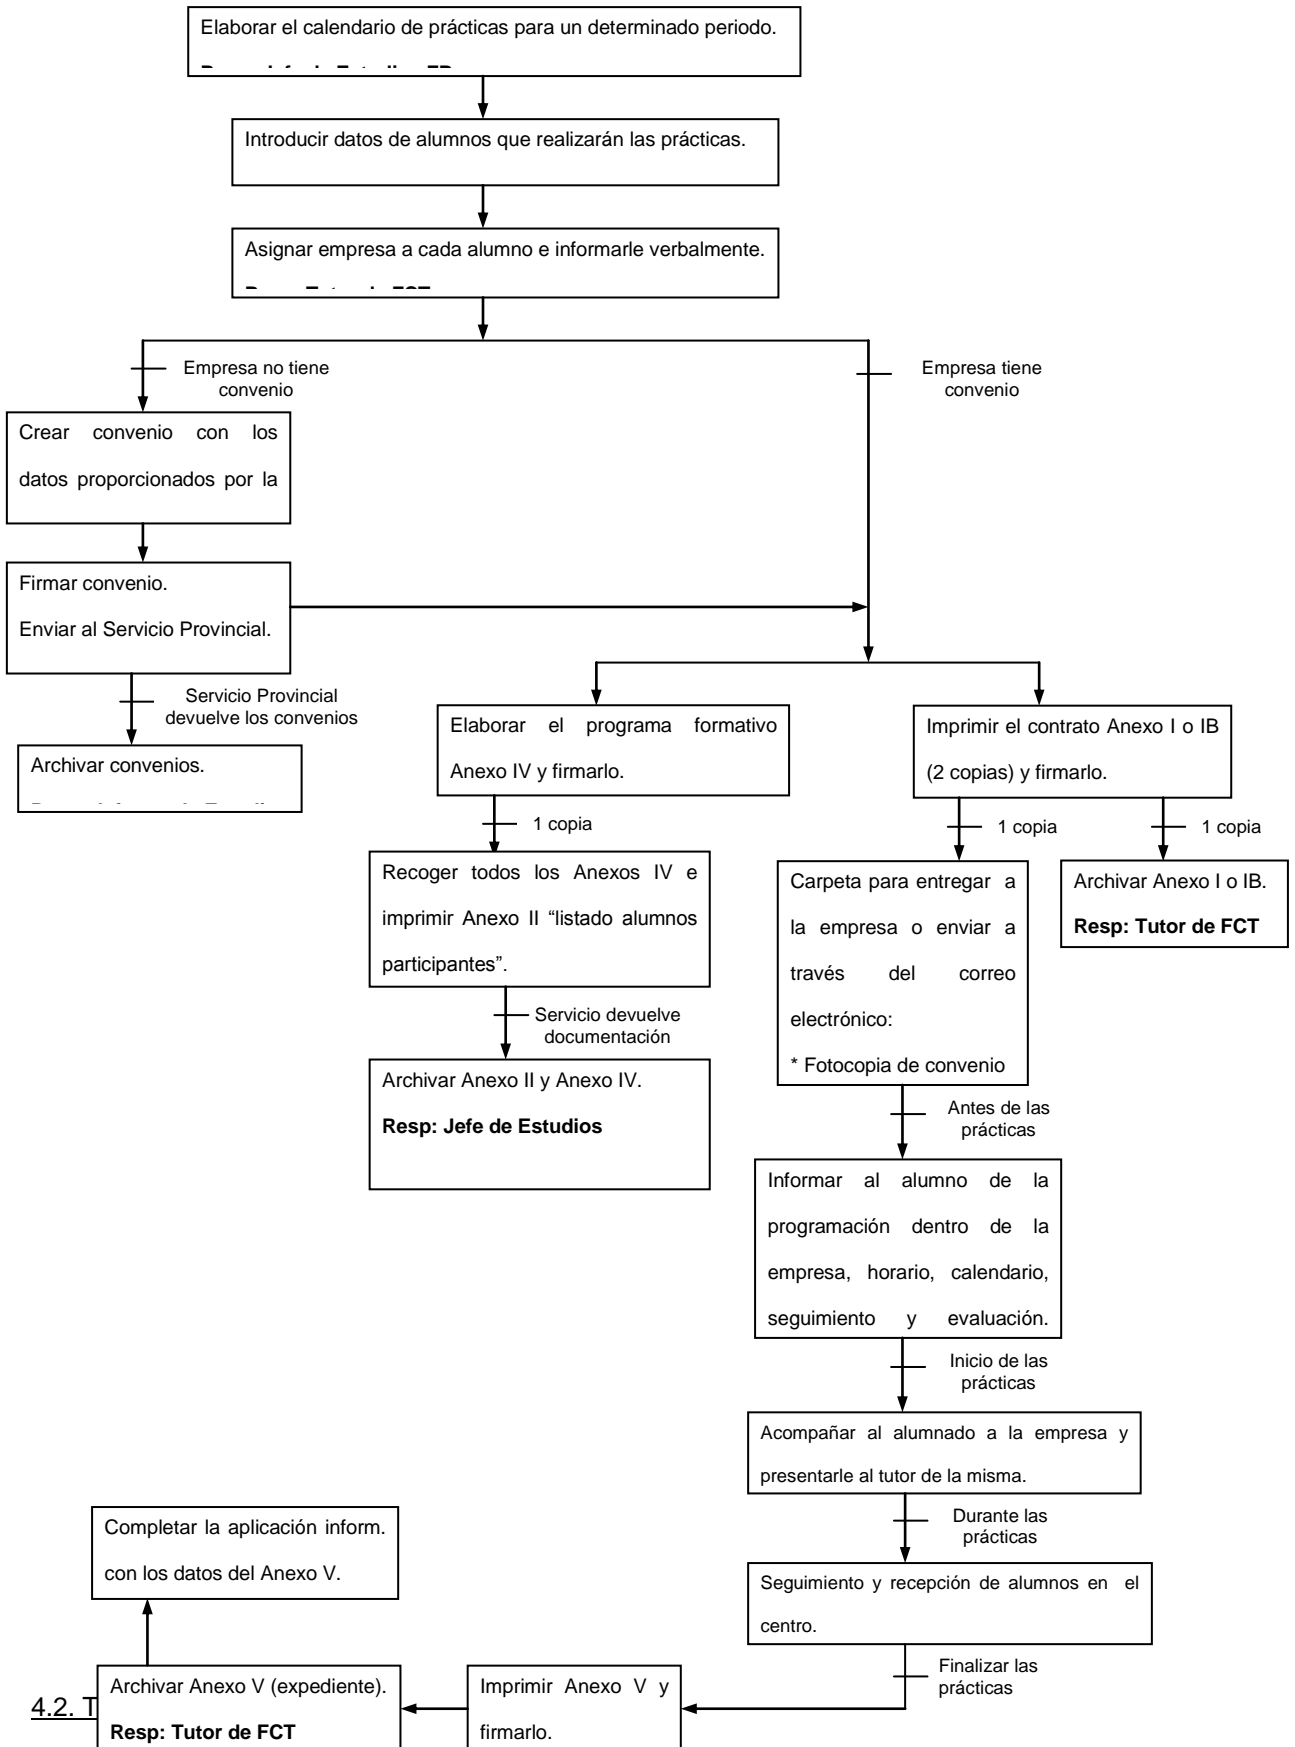 Elaborar el calendario de prácticas para un determinado periodo.
Introducir datos de alumnos que realizarán las prácticas.
Asignar empresa a cada alumno e informarle verbalmente.
Empresa no tiene
convenio
Empresa tiene
convenio
Crear convenio con los
datos proporcionados por la
Firmar convenio.
Enviar al Servicio Provincial.
Servicio Provincial
devuelve los convenios
Archivar convenios.
Elaborar el programa formativo
Anexo IV y firmarlo.
Imprimir el contrato Anexo I o IB
(2 copias) y firmarlo.
1 copia
1 copia
1 copia
Recoger todos los Anexos IV e
imprimir Anexo II “listado alumnos
participantes”.
Carpeta para entregar a
la empresa o enviar a
través del correo
electrónico:
* Fotocopia de convenio
Archivar Anexo I o IB.
Resp: Tutor de FCT
Servicio devuelve
documentación
Archivar Anexo II y Anexo IV.
Resp: Jefe de Estudios
Antes de las
prácticas
Informar al alumno de la
programación dentro de la
empresa, horario, calendario,
seguimiento y evaluación.
Inicio de las
prácticas
Acompañar al alumnado a la empresa y
presentarle al tutor de la misma.
Durante las
prácticas
Seguimiento y recepción de alumnos en el
centro.
Finalizar las
prácticas
Completar la aplicación inform.
con los datos del Anexo V.
Archivar Anexo V (expediente).
Resp: Tutor de FCT
Imprimir Anexo V y
firmarlo.
4.2. T